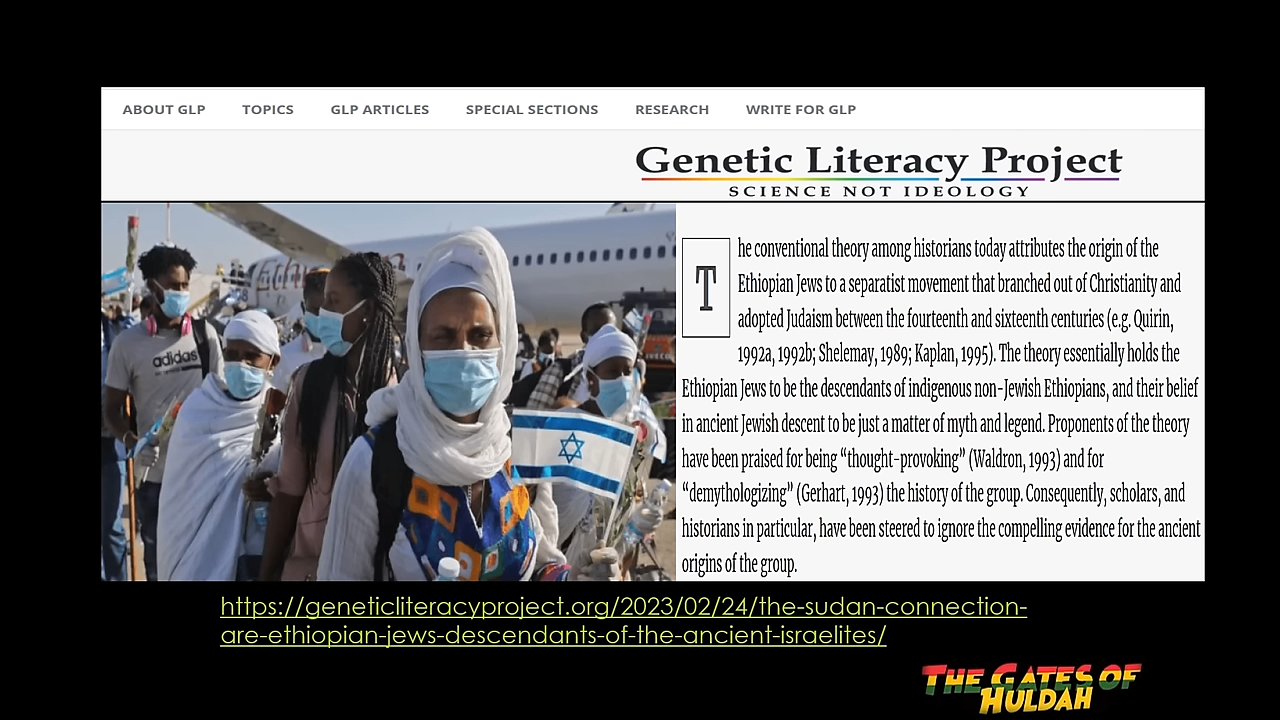 ABOUT GLP TOPICS GLP ARTICLES SPECIAL SECTIONS RESEARCH WRITE FOR GLP
Genetic Literacy Project
SCIENCE NOT IDEOLOGY
adidas
The conventional theory among historians today attributes the origin of the
Ethiopian Jews to a separatist movement that branched out of Christianity and
adopted Judaism between the fourteenth and sixteenth centuries (e.g. Quirin,
1992a, 1992b; Shelemay, 1989; Kaplan, 1995). The theory essentially holds the
Ethiopian Jews to be the descendants of indigenous non-Jewish Ethiopians, and their belief
in ancient Jewish descent to be just a matter of myth and legend. Proponents of the theory
have been praised for being “thought-provoking” (Waldron, 1993) and for
“demythologizing” (Gerhart, 1993) the history of the group. Consequently, scholars, and
historians in particular, have been steered to ignore the compelling evidence for the ancient
origins of the group.
https://geneticliteracyproject.org/2023/02/24/the-sudan-connection-
are-ethiopian-jews-descendants-of-the-ancient-israelites/
THE GATES OF
HULDAH